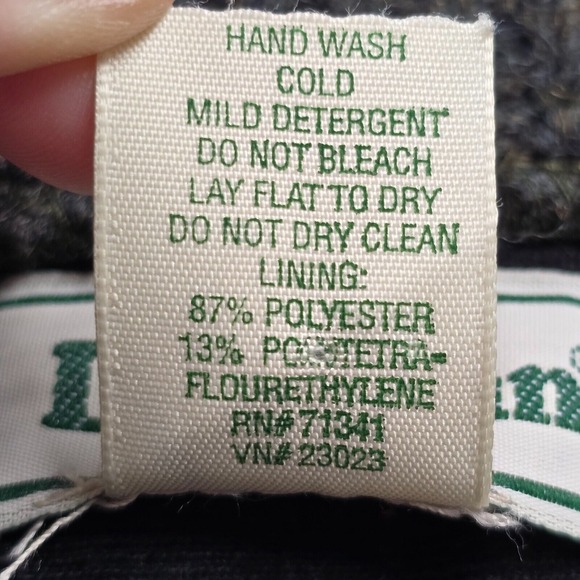 HAND WASH
COLD
MILD DETERGENT
DO NOT BLEACH
LAY FLAT TO DRY
DO NOT DRY CLEAN
LINING:
87% POLYESTER
13% POLYTETRA-
FLOURETHYLENE
RN# 71341
VN# 23023